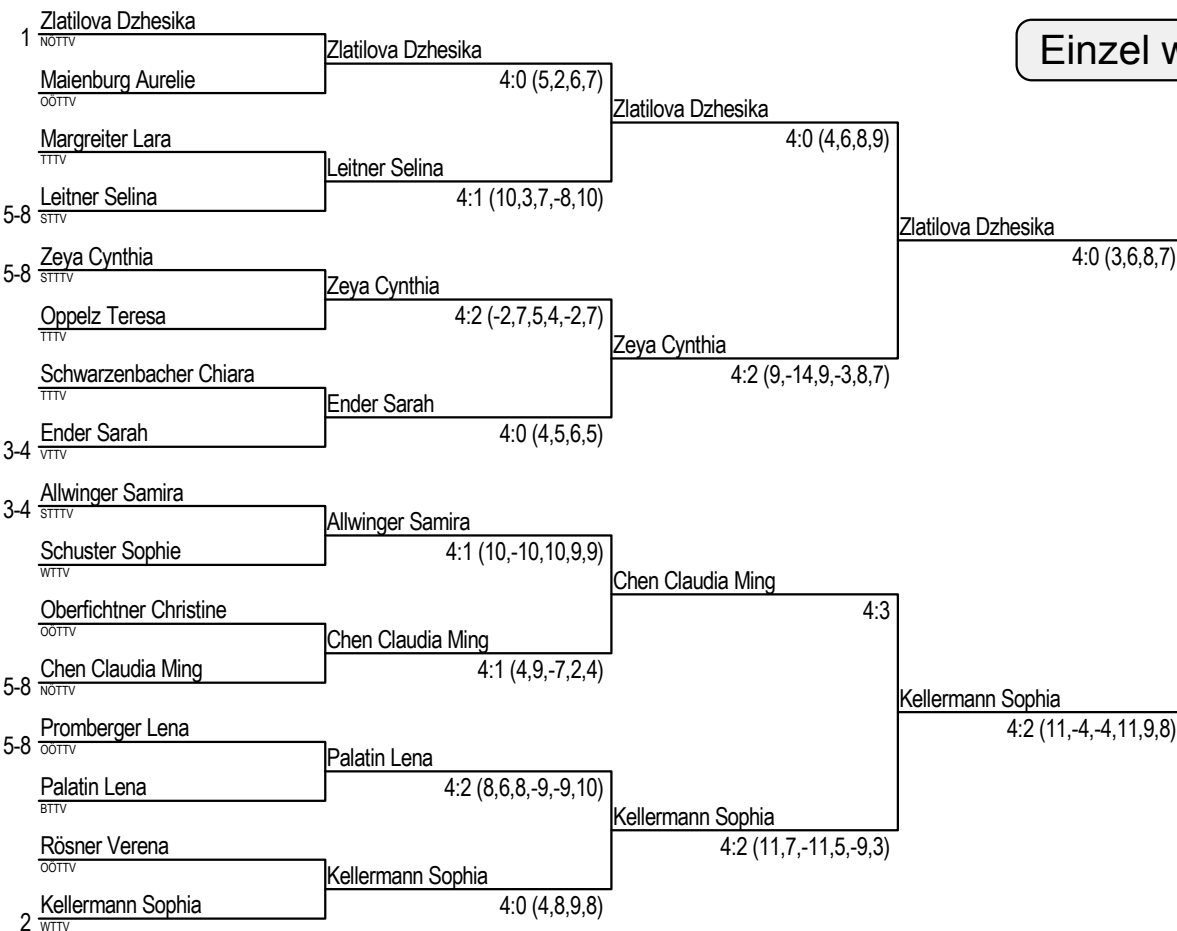 Einzel w
1 Zlatilova Dzhesika
NÖTTV
Maienburg Aurelie
OÖTTV
Margreiter Lara
TTTV
5-8 Leitner Selina
STTV
5-8 Zeya Cynthia
STTTV
Oppelz Teresa
TTTV
Schwarzenbacher Chiara
TTTV
3-4 Ender Sarah
VTTV
3-4 Allwinger Samira
STTTV
Schuster Sophie
WTTV
Oberfichtner Christine
OÖTTV
5-8 Chen Claudia Ming
NÖTTV
5-8 Promberger Lena
OÖTTV
Palatin Lena
BTTV
Rösner Verena
OÖTTV
2 Kellermann Sophia
WTTV
Zlatilova Dzhesika
4:0 (5,2,6,7)
Leitner Selina
4:1 (10,3,7,-8,10)
Zeya Cynthia
4:2 (-2,7,5,4,-2,7)
Ender Sarah
4:0 (4,5,6,5)
Allwinger Samira
4:1 (10,-10,10,9,9)
Chen Claudia Ming
4:1 (4,9,-7,2,4)
Palatin Lena
4:2 (8,6,8,-9,-9,10)
Kellermann Sophia
4:0 (4,8,9,8)
Zlatilova Dzhesika
4:0 (4,6,8,9)
Zeya Cynthia
4:2 (9,-14,9,-3,8,7)
Chen Claudia Ming
4:3
Kellermann Sophia
4:2 (11,7,-11,5,-9,3)
Zlatilova Dzhesika
4:0 (3,6,8,7)
Kellermann Sophia
4:2 (11,-4,-4,11,9,8)